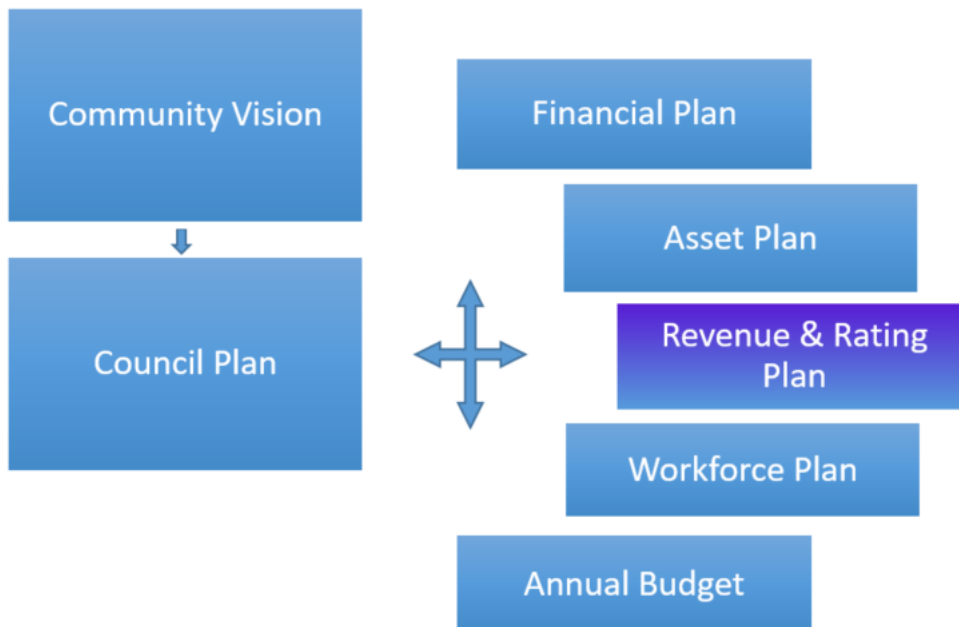 Community Vision
Council Plan
Financial Plan
Asset Plan
Revenue & Rating
Plan
Workforce Plan
Annual Budget